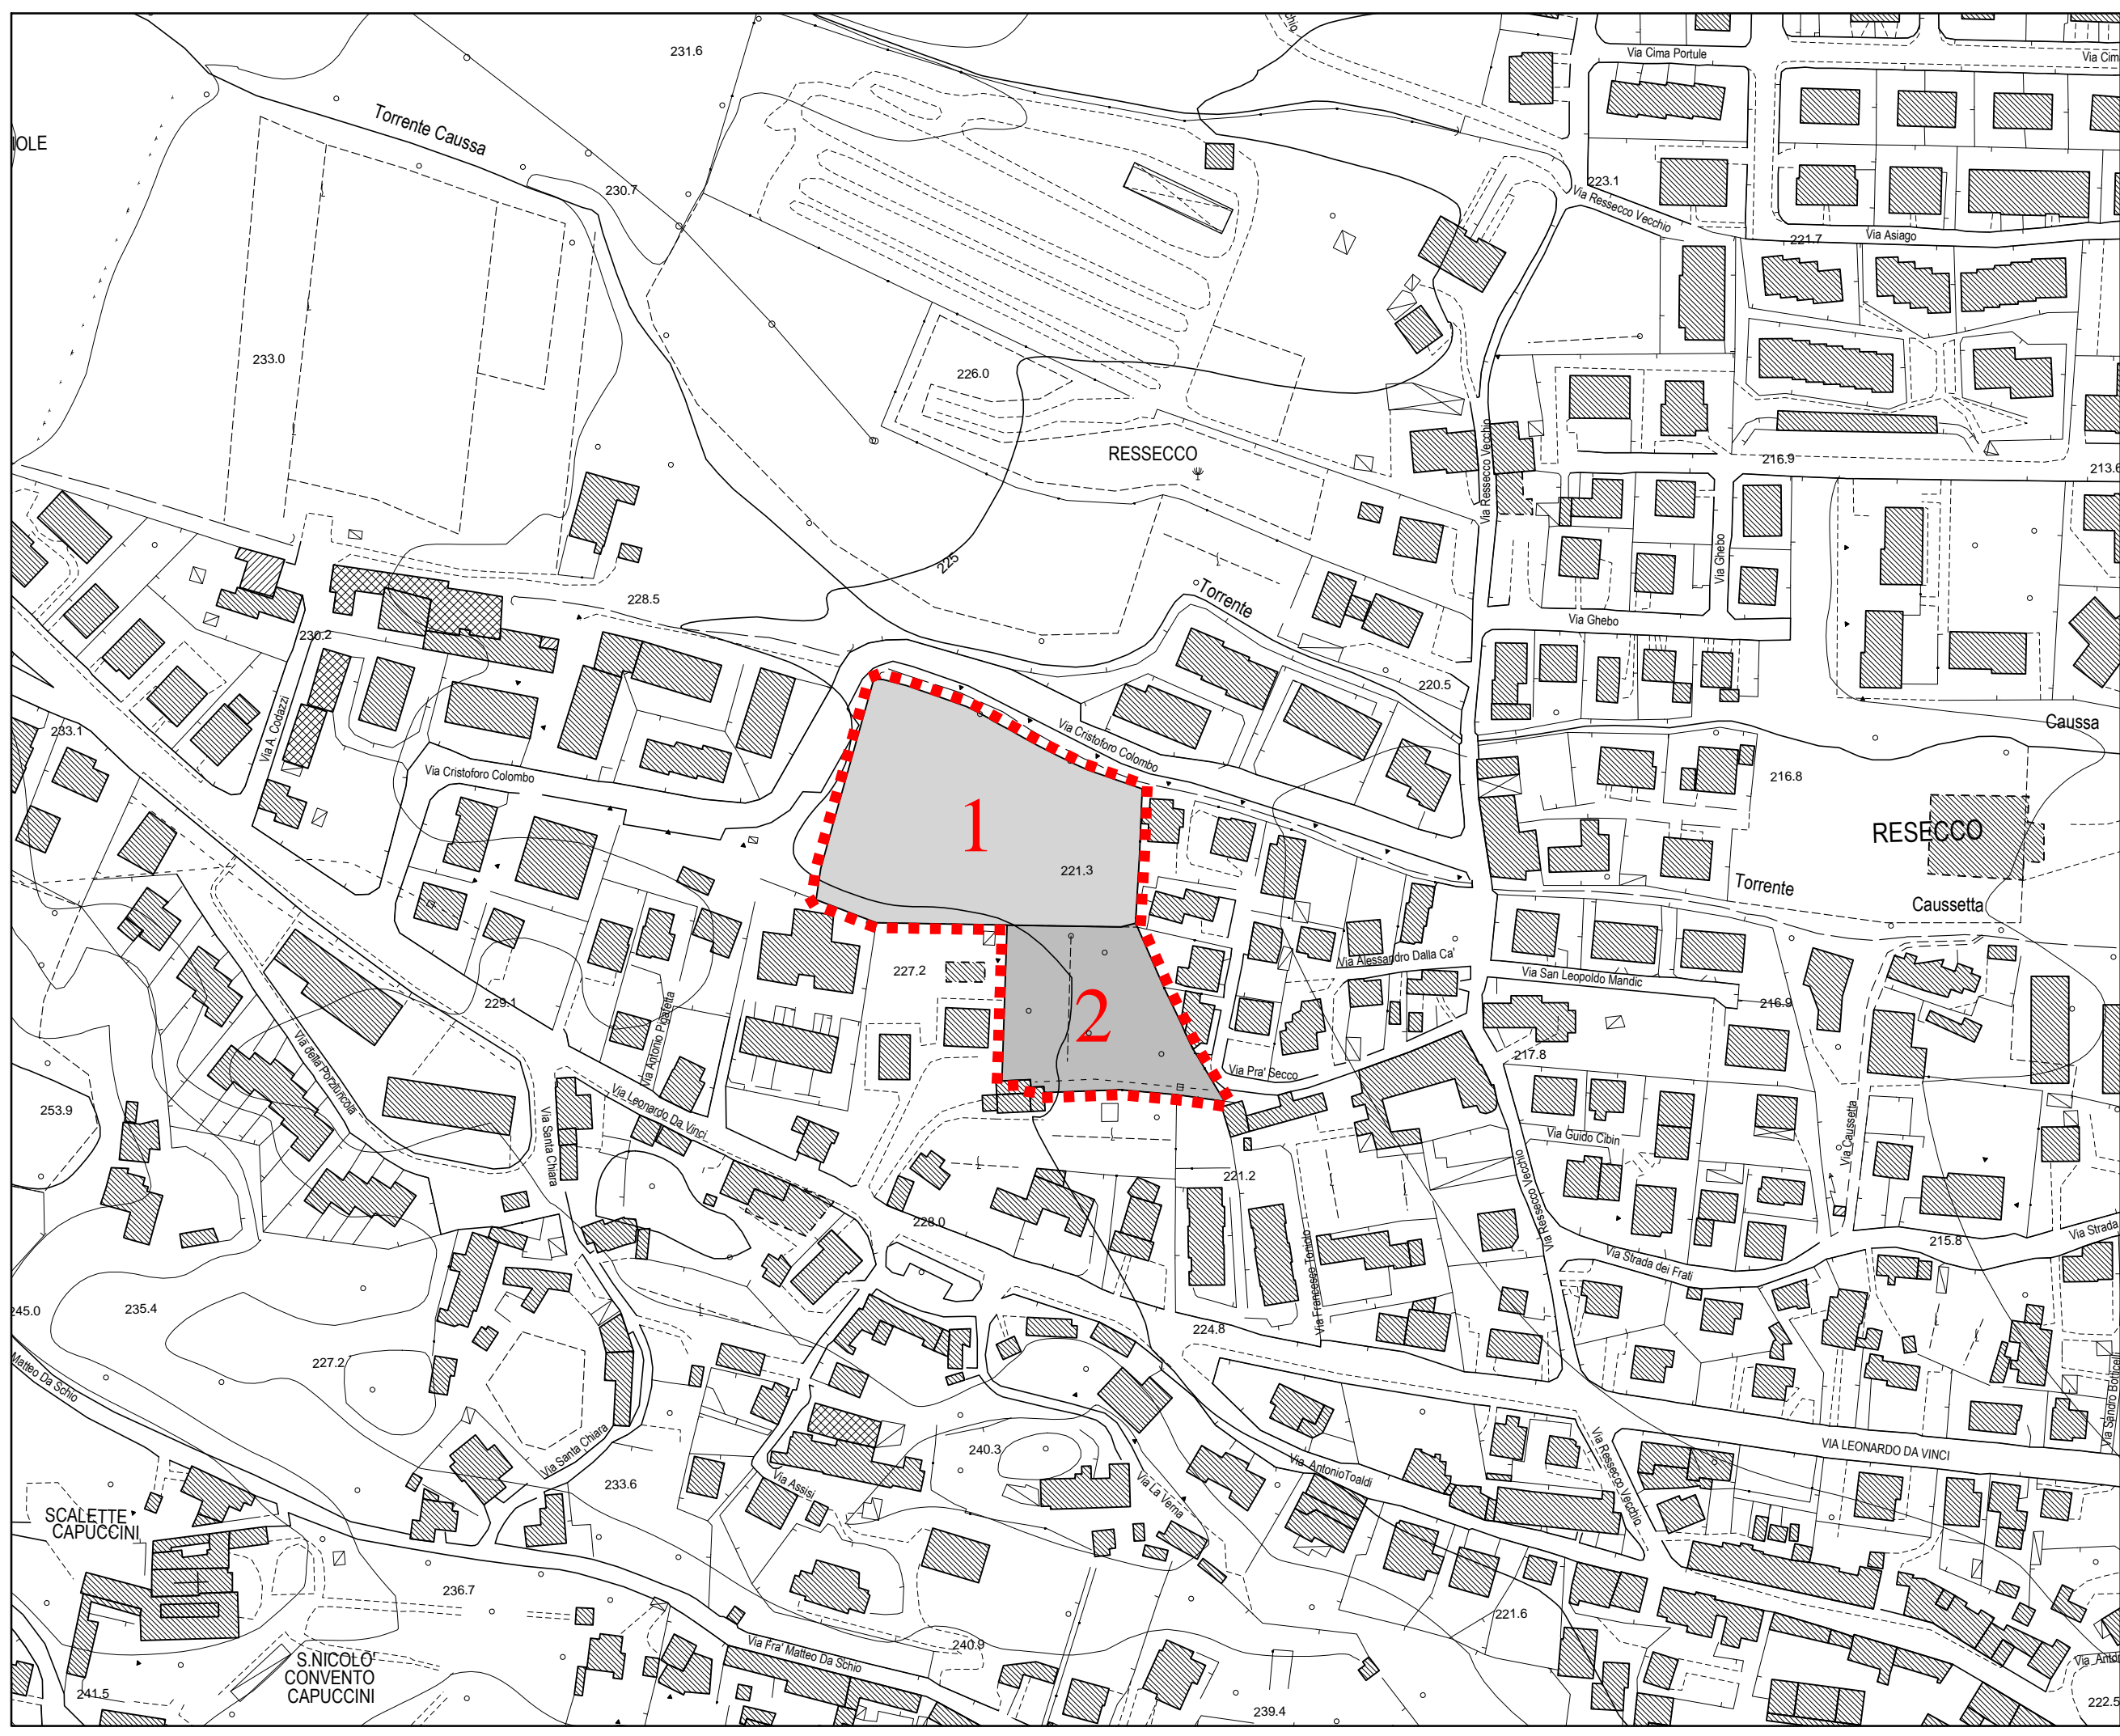 231.6
Via Cima Portule
Via Cim
Torrente Caussa
IOLE
230.7
223.1
Via Ressecco Vecchio
Via Asiago
221.7
233.0
226.0
RESSECCO
Via Ressecco Vecchio
216.9
213.6
225
Via Ghebo
228.5
Torrente
Via Ghebo
230.2
220.5
Via A. Codazzi
233.1
Via Cristoforo Colombo
Caussa
Via Cristoforo Colombo
216.8
1
RESECCO
221.3
Torrente
Caussetta
227.2
Via Alessandro Dalla Ca'
Via San Leopoldo Mandic
229.1
216.9
2
Via Antonio Pigafetta
Via della Porziuncola
217.8
Via Pra' Secco
253.9
Via Leonardo Da Vinci
Via Santa Chiara
Via Guido Cibin
Via Caussetta
221.2
Via Ressecco Vecchio
228.0
Via Strada
215.8
Via Strada dei Frati
Via Francesco Tonido
245.0
235.4
224.8
227.2
Matteo Da Schio
Via Sandro Botticelli
Via Santa Chiara
240.3
VIA LEONARDO DA VINCI
Via Ressecco Vecchio
Via AntonioToaldi
233.6
Via Assisi
Via La Verna
SCALETTE
CAPUCCINI
236.7
221.6
240.9
Via Fra' Matteo Da Schio
S.NICOLO'
CONVENTO
CAPUCCINI
241.5
239.4
222.5